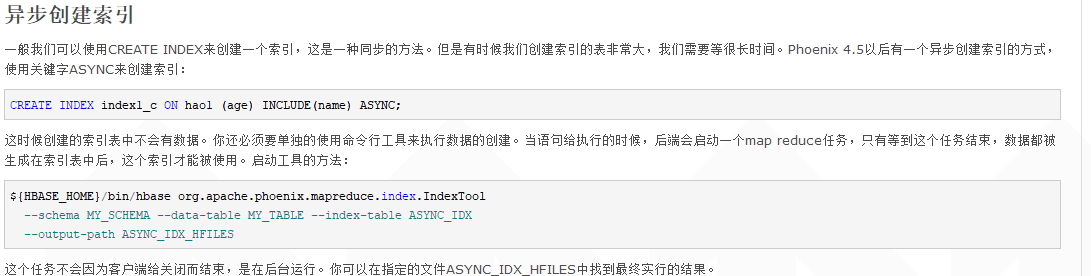 异步创建索引
一般我们可以使用CREATE INDEX来创建一个索引，这是一种同步的方法。但是有时候我们创建索引的表非常大，我们需要等很长时间。Phoenix 4.5以后有一个异步创建索引的方式，
使用关键字ASYNC来创建索引：
CREATE INDEX index1_c ON hao1 (age) INCLUDE(name) ASYNC;
这时候创建的索引表中不会有数据。你还必须要单独的使用命令行工具来执行数据的创建。当语句给执行的时候，后端会启动一个map reduce任务，只有等到这个任务结束，数据都被
生成在索引表中后，这个索引才能被使用。启动工具的方法：
${HBASE_HOME}/bin/hbase org.apache.phoenix.mapreduce.index.IndexTool
--schema MY_SCHEMA --data-table MY_TABLE --index-table ASYNC_IDX
--output-path ASYNC_IDX_HFILES
这个任务不会因为客户端给关闭而结束，是在后台运行。你可以在指定的文件ASYNC_IDX_HFILES中找到最终实行的结果。